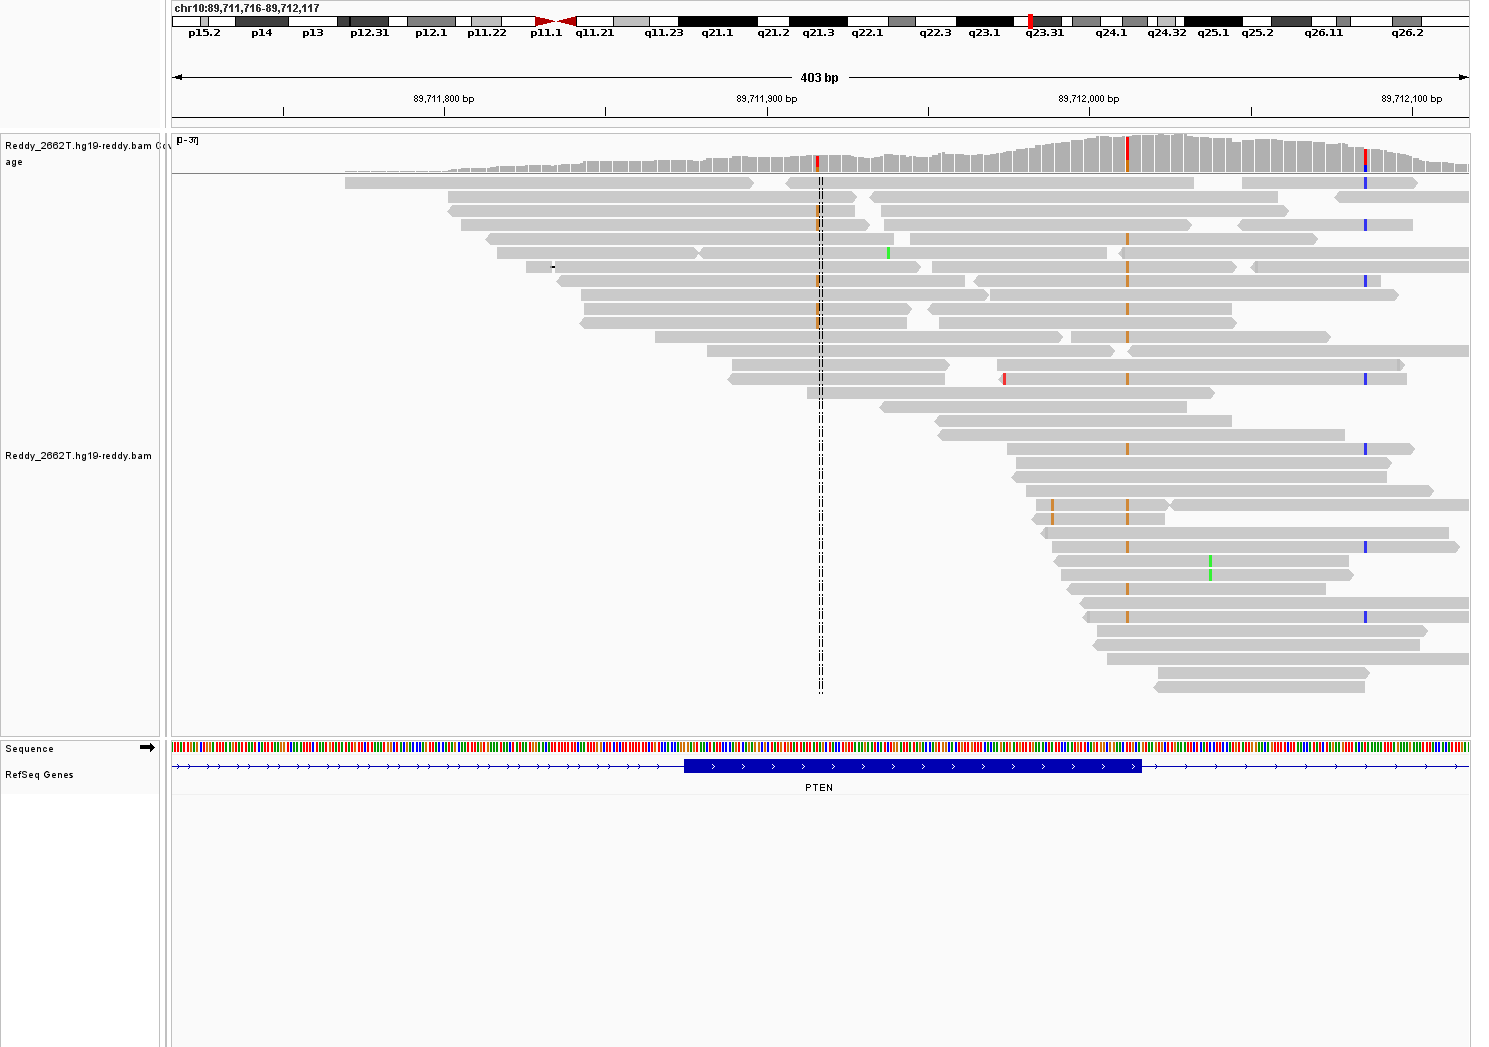 chr10:89,711,716-89,712,117
p15.2 p14 p13 p12.31 p12.1 p11.22 p11.1 q11.21 q11.23 q21.1 q21.2 q21.3 q22.1 q22.3 q23.1 q23.31 q24.1 q24.32 q25.1 q25.2 q26.11 q26.2
403 bp
89,711,800 bp 89,711,900 bp 89,712,000 bp 89,712,100 bp
Reddy_2662T.hg19-reddy.bam Cov
age
[0 - 37]
Reddy_2662T.hg19-reddy.bam
Sequence
RefSeq Genes
PTEN